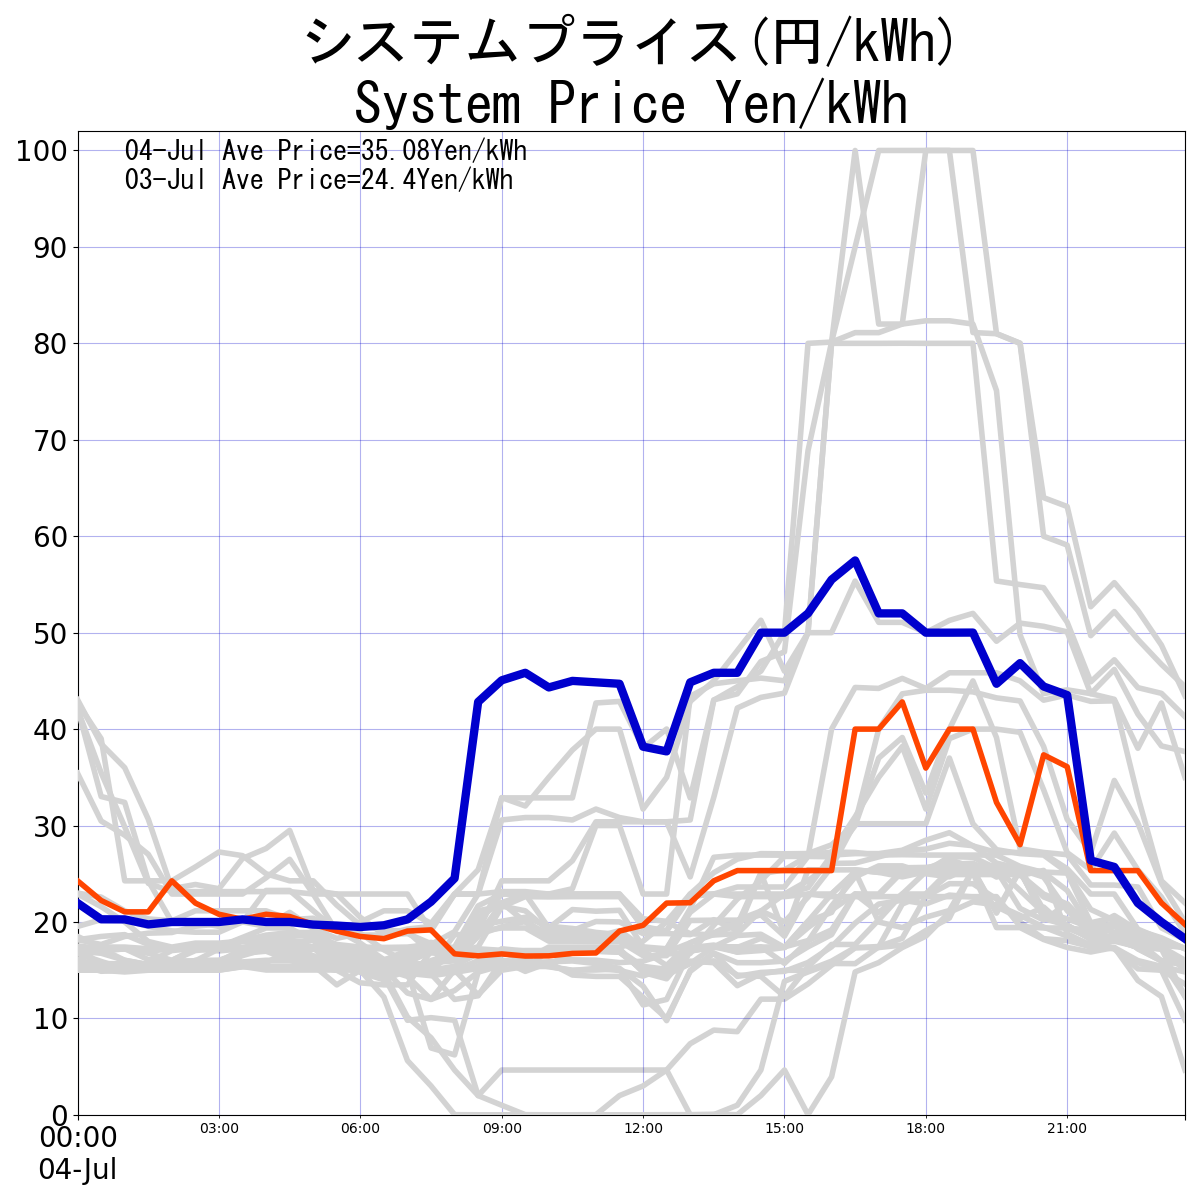 システムプライス(円/kWh)
System Price Yen/kWh
04-Jul Ave Price=35.08Yen/kWh
03-Jul Ave Price=24.4Yen/kWh
100
90
80
70
60
50
40
30
20
10
0
00:00 03:00 06:00 09:00 12:00 15:00 18:00 21:00
04-Jul